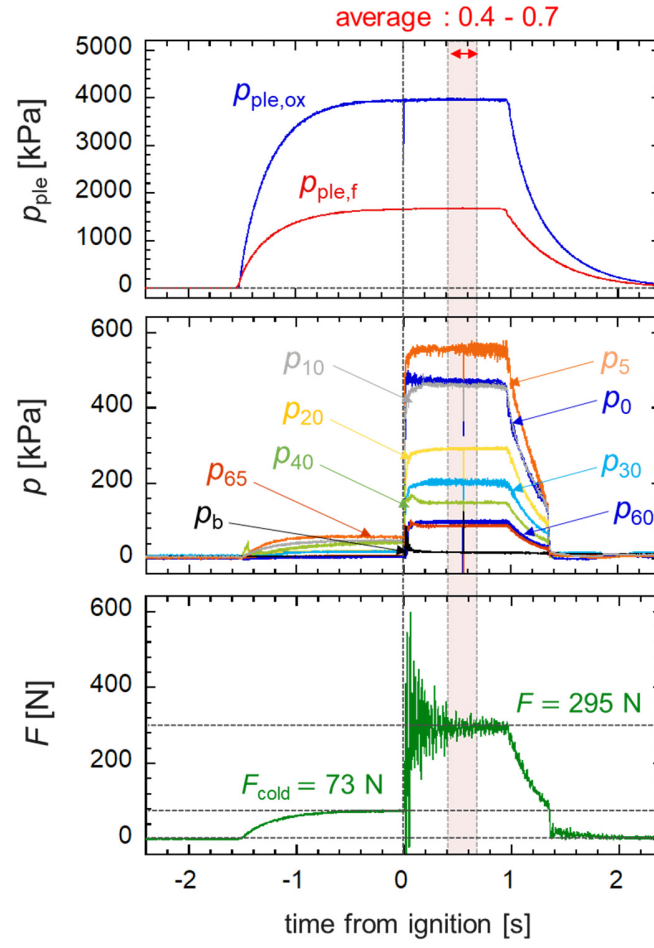 average : 0.4 - 0.7
5000
4000
3000
2000
1000
0
p_ple [kPa]
p_ple,ox
p_ple,f
600
400
200
0
p [kPa]
p_10
p_5
p_0
p_20
p_40
p_30
p_65
p_b
p_60
600
300
0
F [N]
F = 295 N
F_cold = 73 N
-2
-1
0
1
2
time from ignition [s]